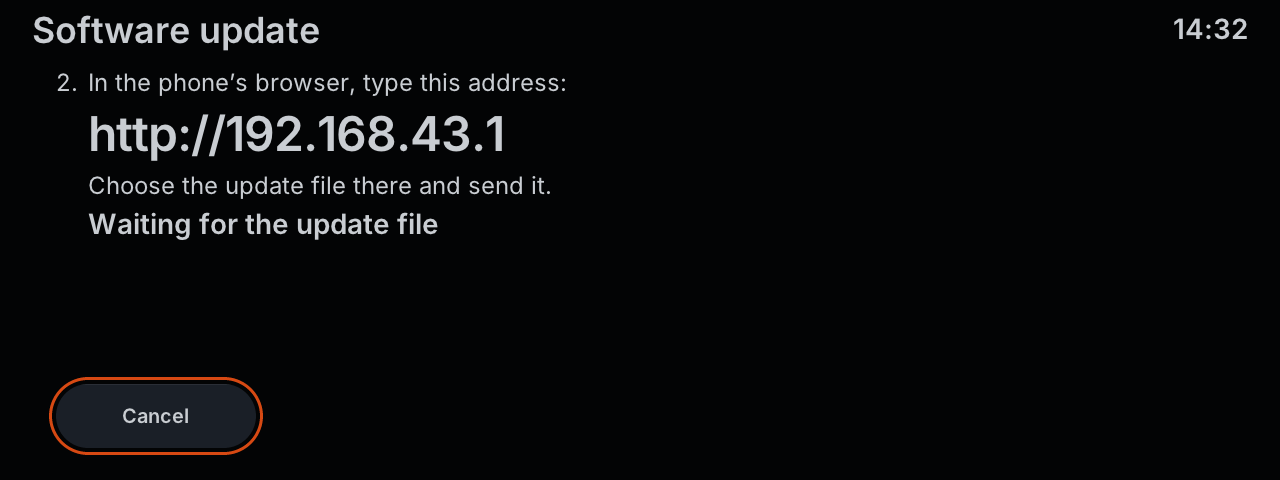 Software update
14:32
2. In the phone’s browser, type this address:
http://192.168.43.1
Choose the update file there and send it.
Waiting for the update file
Cancel